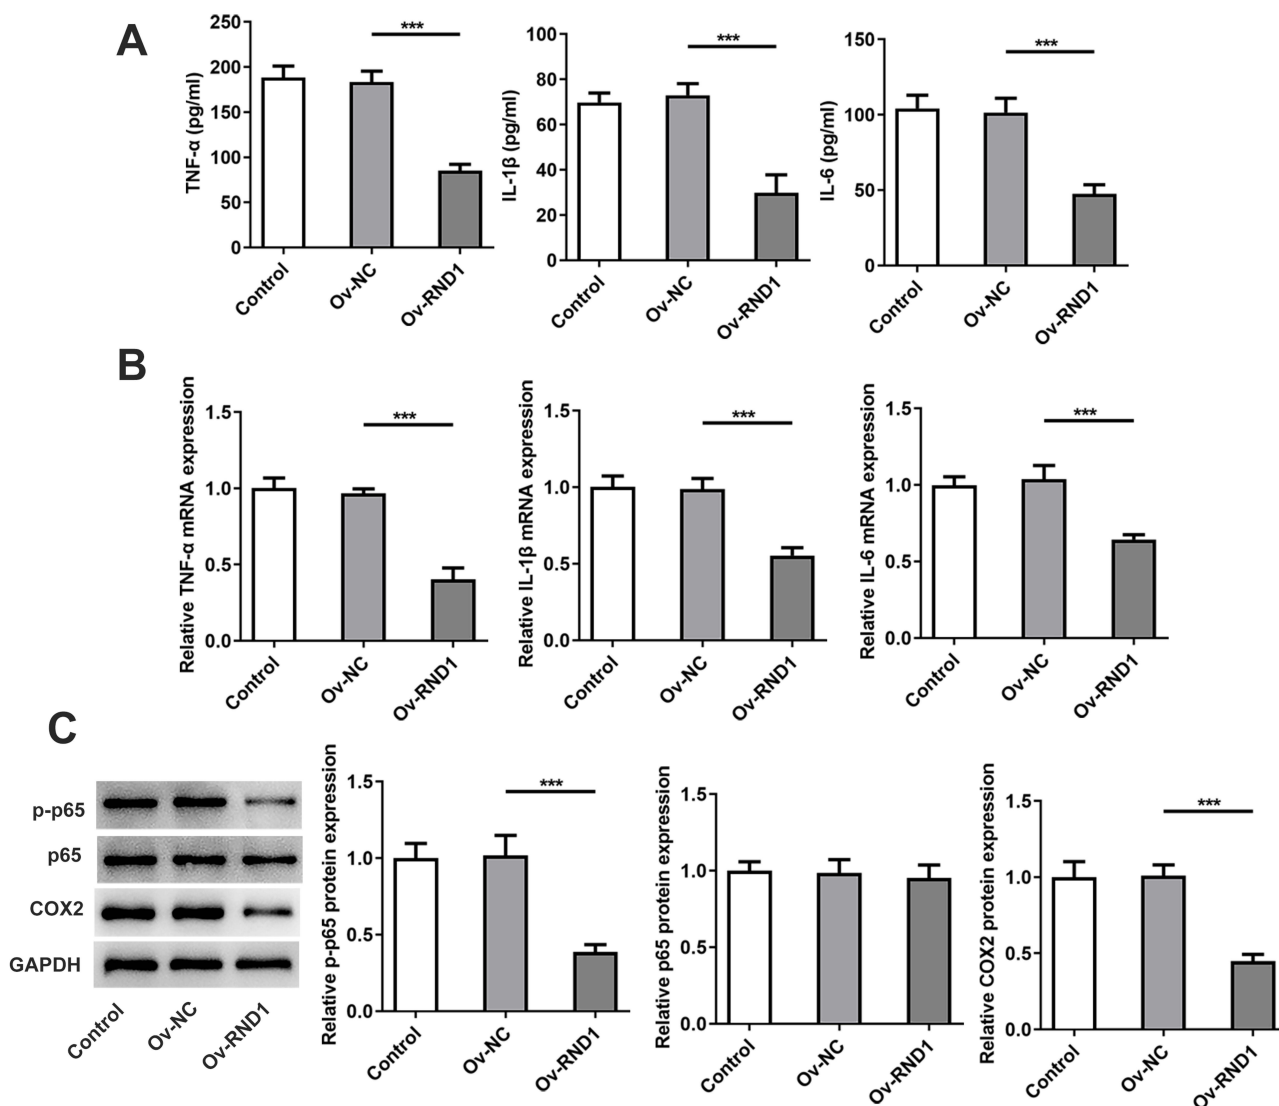 A
TNF-α (pg/ml)
250
200
150
100
50
0
***
Control
Ov-NC
Ov-RND1
IL-1β (pg/ml)
100
80
60
40
20
0
***
Control
Ov-NC
Ov-RND1
IL-6 (pg/ml)
150
100
50
0
***
Control
Ov-NC
Ov-RND1
B
Relative TNF-α mRNA expression
1.5
1.0
0.5
0.0
***
Control
Ov-NC
Ov-RND1
Relative IL-1β mRNA expression
1.5
1.0
0.5
0.0
***
Control
Ov-NC
Ov-RND1
Relative IL-6 mRNA expression
1.5
1.0
0.5
0.0
***
Control
Ov-NC
Ov-RND1
C
p-p65
p65
COX2
GAPDH
Control
Ov-NC
Ov-RND1
Relative p-p65 protein expression
1.5
1.0
0.5
0.0
***
Control
Ov-NC
Ov-RND1
Relative p65 protein expression
1.5
1.0
0.5
0.0
Control
Ov-NC
Ov-RND1
Relative COX2 protein expression
1.5
1.0
0.5
0.0
***
Control
Ov-NC
Ov-RND1